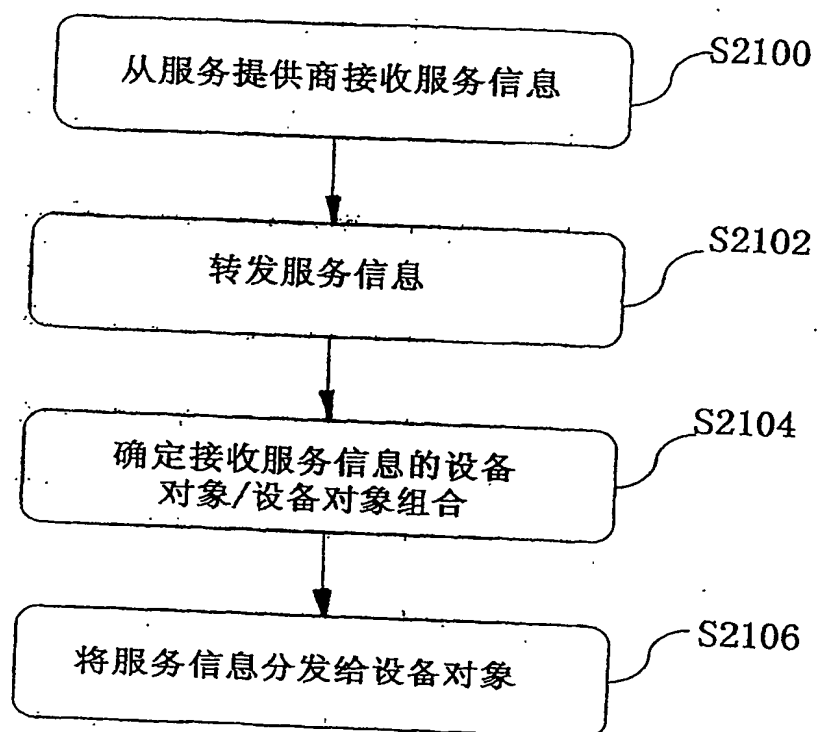 从服务提供商接收服务信息
S2100
转发服务信息
S2102
确定接收服务信息的设备
对象/设备对象组合
S2104
将服务信息分发给设备对象
S2106